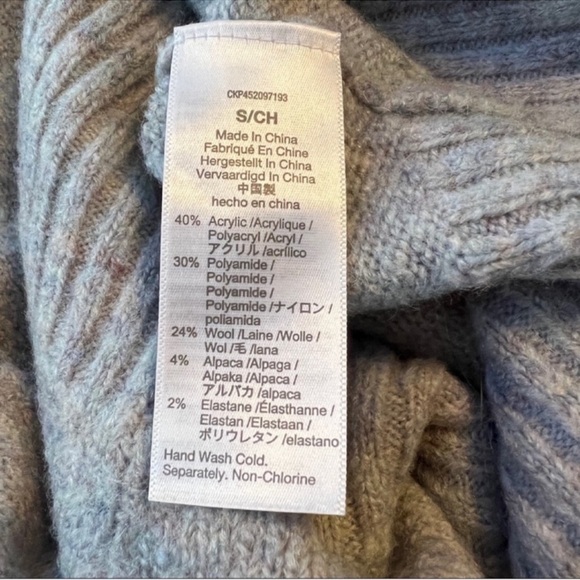 CKP452097193
S/CH
Made In China
Fabriqué En Chine
Hergestellt In China
Vervaardigd In China
中国製
hecho en china
40% Acrylic /Acrylique /
Polyacryl /Acryl /
アクリル /acrílico
30% Polyamide /
Polyamide /
Polyamide /
Polyamide /ナイロン /
poliamida
24% Wool /Laine /Wolle /
Wol /毛 /lana
4% Alpaca /Alpaga /
Alpaka /Alpaca /
アルパカ /alpaca
2% Elastane /Élasthanne /
Elastan /Elastaan /
ポリウレタン /elastano
Hand Wash Cold.
Separately. Non-Chlorine